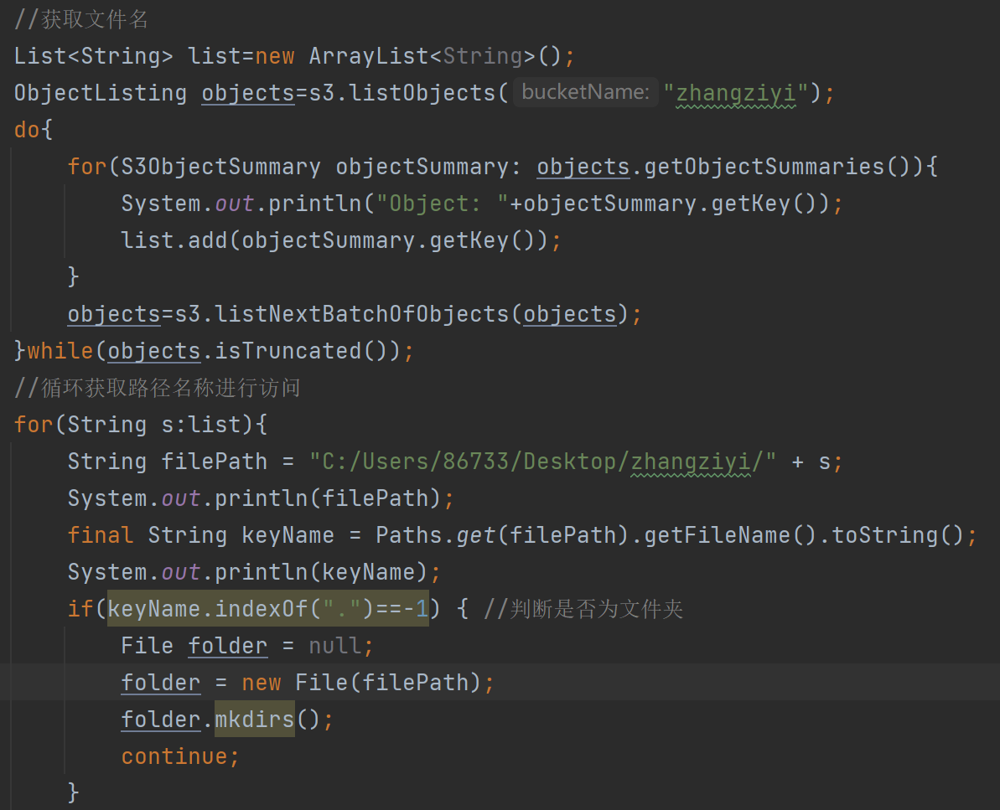 //获取文件名
List<String> list=new ArrayList<String>();
ObjectListing objects=s3.listObjects( bucketName: "zhangziyi");
do{
    for(S3ObjectSummary objectSummary: objects.getObjectSummaries()){
        System.out.println("Object: "+objectSummary.getKey());
        list.add(objectSummary.getKey());
    }
    objects=s3.listNextBatchOfObjects(objects);
}while(objects.isTruncated());
//循环获取路径名称进行访问
for(String s:list){
    String filePath = "C:/Users/86733/Desktop/zhangziyi/" + s;
    System.out.println(filePath);
    final String keyName = Paths.get(filePath).getFileName().toString();
    System.out.println(keyName);
    if(keyName.indexOf(".")==-1) { //判断是否为文件夹
        File folder = null;
        folder = new File(filePath);
        folder.mkdirs();
        continue;
    }